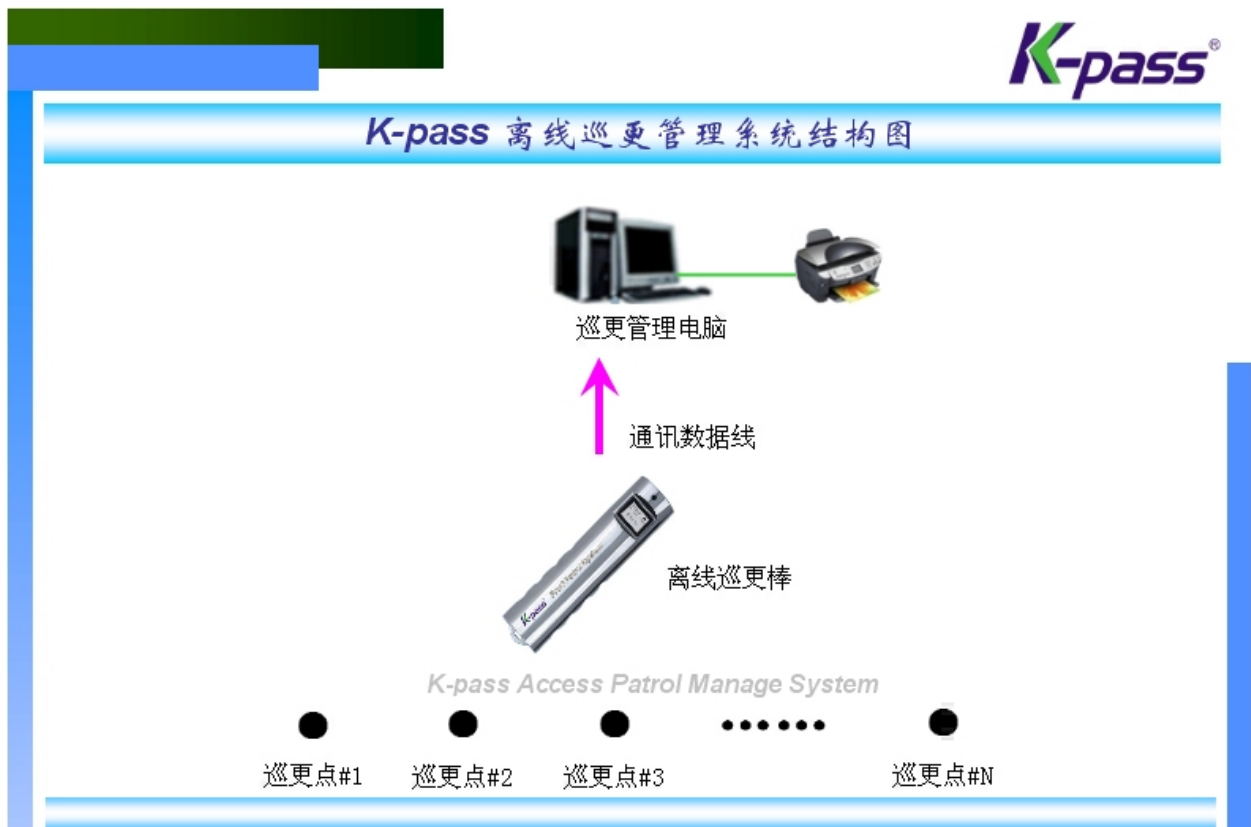 K-pass®
K-pass 离线巡更管理系统结构图
巡更管理电脑
通讯数据线
离线巡更棒
K-pass
K-pass Access Patrol Manage System
巡更点#1 巡更点#2 巡更点#3 巡更点#N